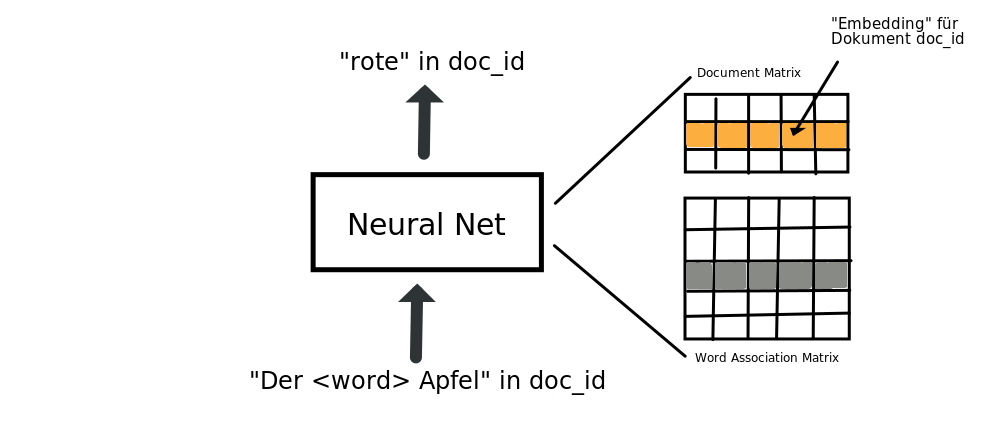 "Embedding" für
Dokument doc_id
"rote" in doc_id
Document Matrix
Neural Net
Word Association Matrix
"Der <word> Apfel" in doc_id